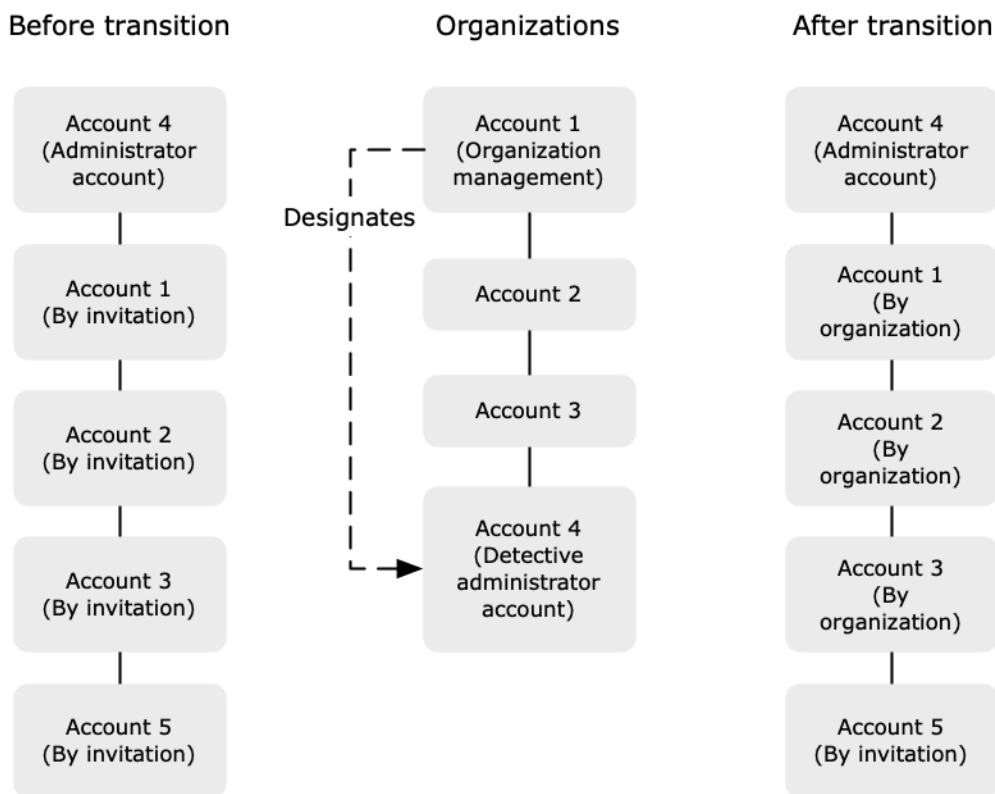 Before transition
Organizations
After transition
Account 4
(Administrator
account)
Account 1
(By invitation)
Account 2
(By invitation)
Account 3
(By invitation)
Account 5
(By invitation)
Designates
Account 1
(Organization
management)
Account 2
Account 3
Account 4
(Detective
administrator
account)
Account 4
(Administrator
account)
Account 1
(By
organization)
Account 2
(By
organization)
Account 3
(By
organization)
Account 5
(By invitation)